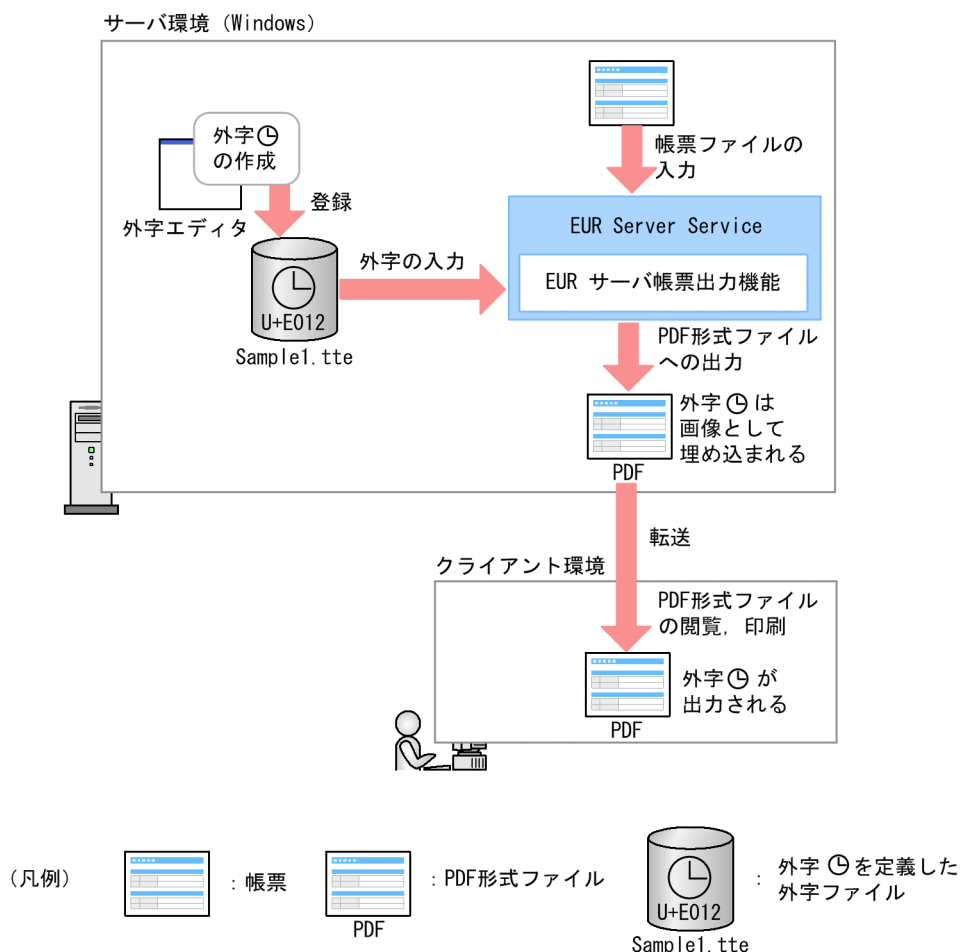 サーバ環境（Windows）
外字🕒
の作成
外字エディタ
登録
U+E012
Sample1.tte
外字の入力
帳票ファイルの
入力
EUR Server Service
EUR サーバ帳票出力機能
PDF形式ファイル
への出力
外字🕒は
画像として
埋め込まれる
PDF
転送
クライアント環境
PDF形式ファイル
の閲覧，印刷
外字🕒が
出力される
PDF
（凡例）
：帳票
PDF
：PDF形式ファイル
U+E012
Sample1.tte
：
外字🕒を定義した
外字ファイル